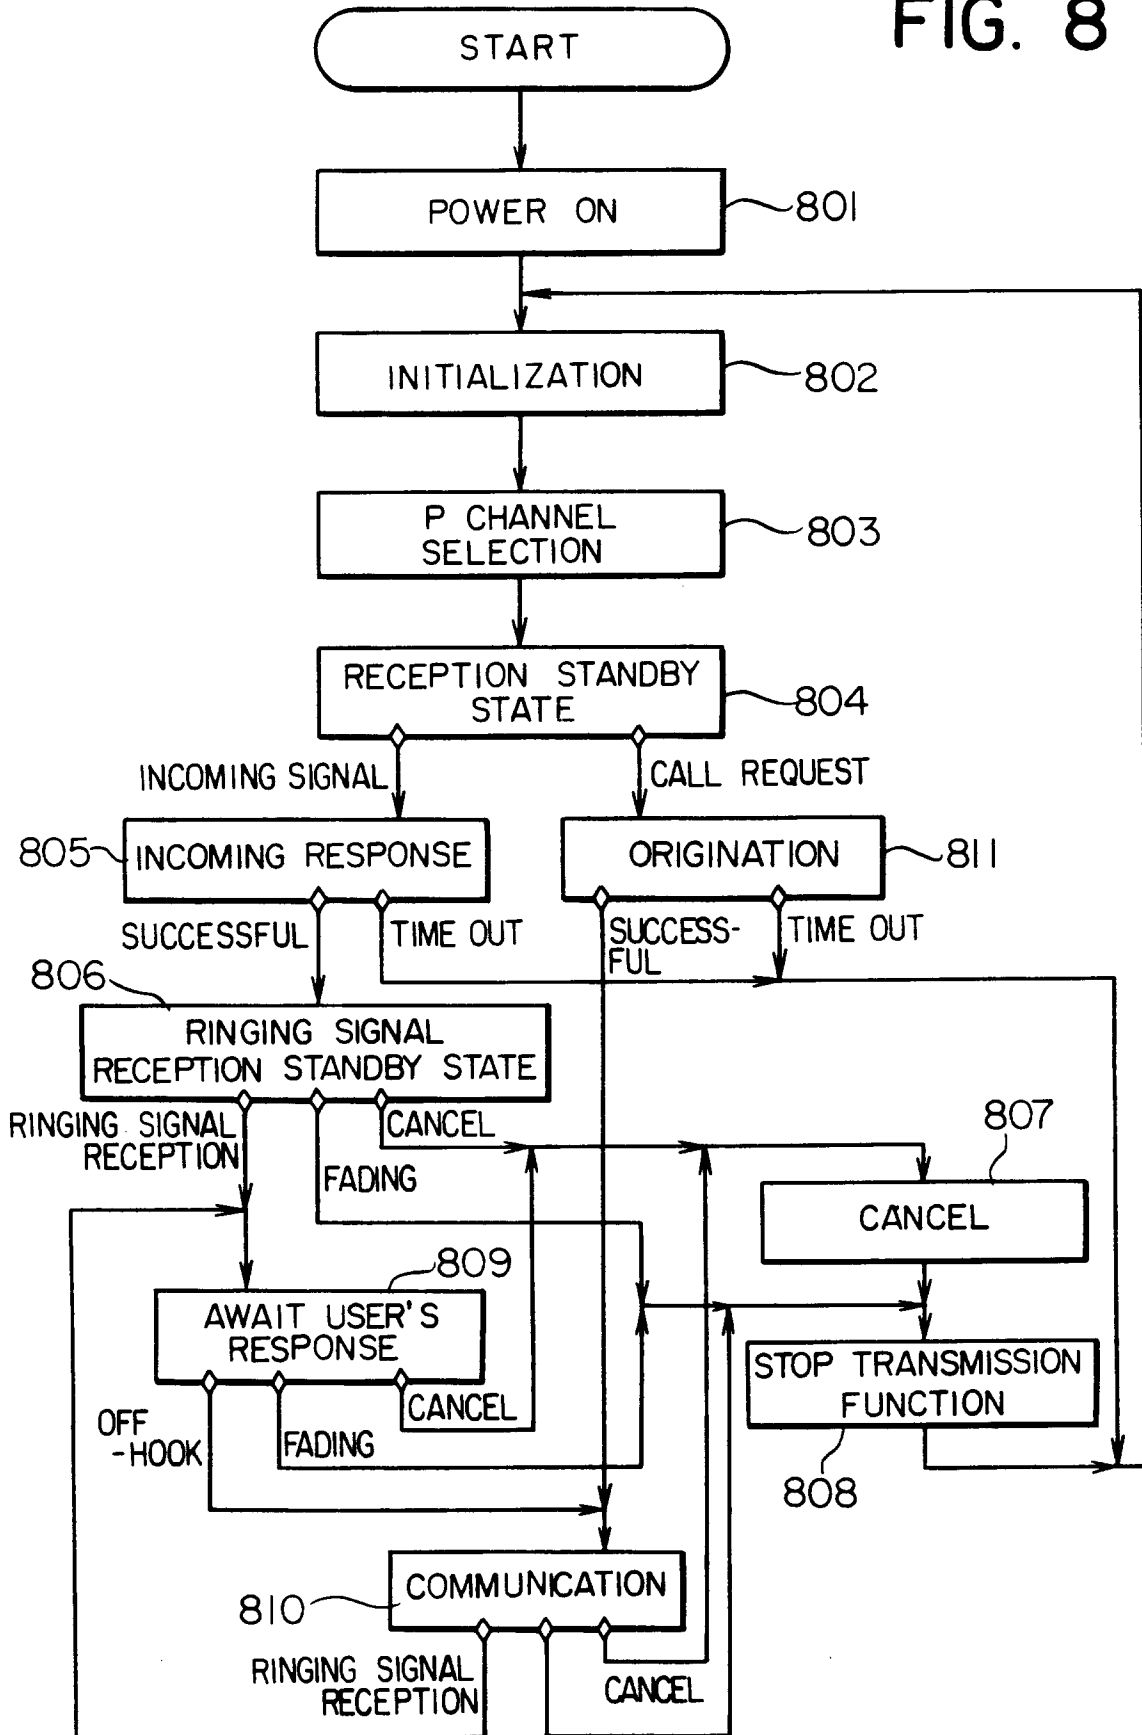 FIG. 8
START
POWER ON
801
INITIALIZATION
802
P CHANNEL
SELECTION
803
RECEPTION STANDBY
STATE
804
INCOMING SIGNAL
CALL REQUEST
805
INCOMING RESPONSE
ORIGINATION
811
SUCCESSFUL
TIME OUT
SUCCESS-
FUL
TIME OUT
806
RINGING SIGNAL
RECEPTION STANDBY STATE
RINGING SIGNAL
RECEPTION
FADING
CANCEL
807
CANCEL
809
AWAIT USER'S
RESPONSE
STOP TRANSMISSION
FUNCTION
808
OFF
-HOOK
FADING
CANCEL
810
COMMUNICATION
RINGING SIGNAL
RECEPTION
CANCEL